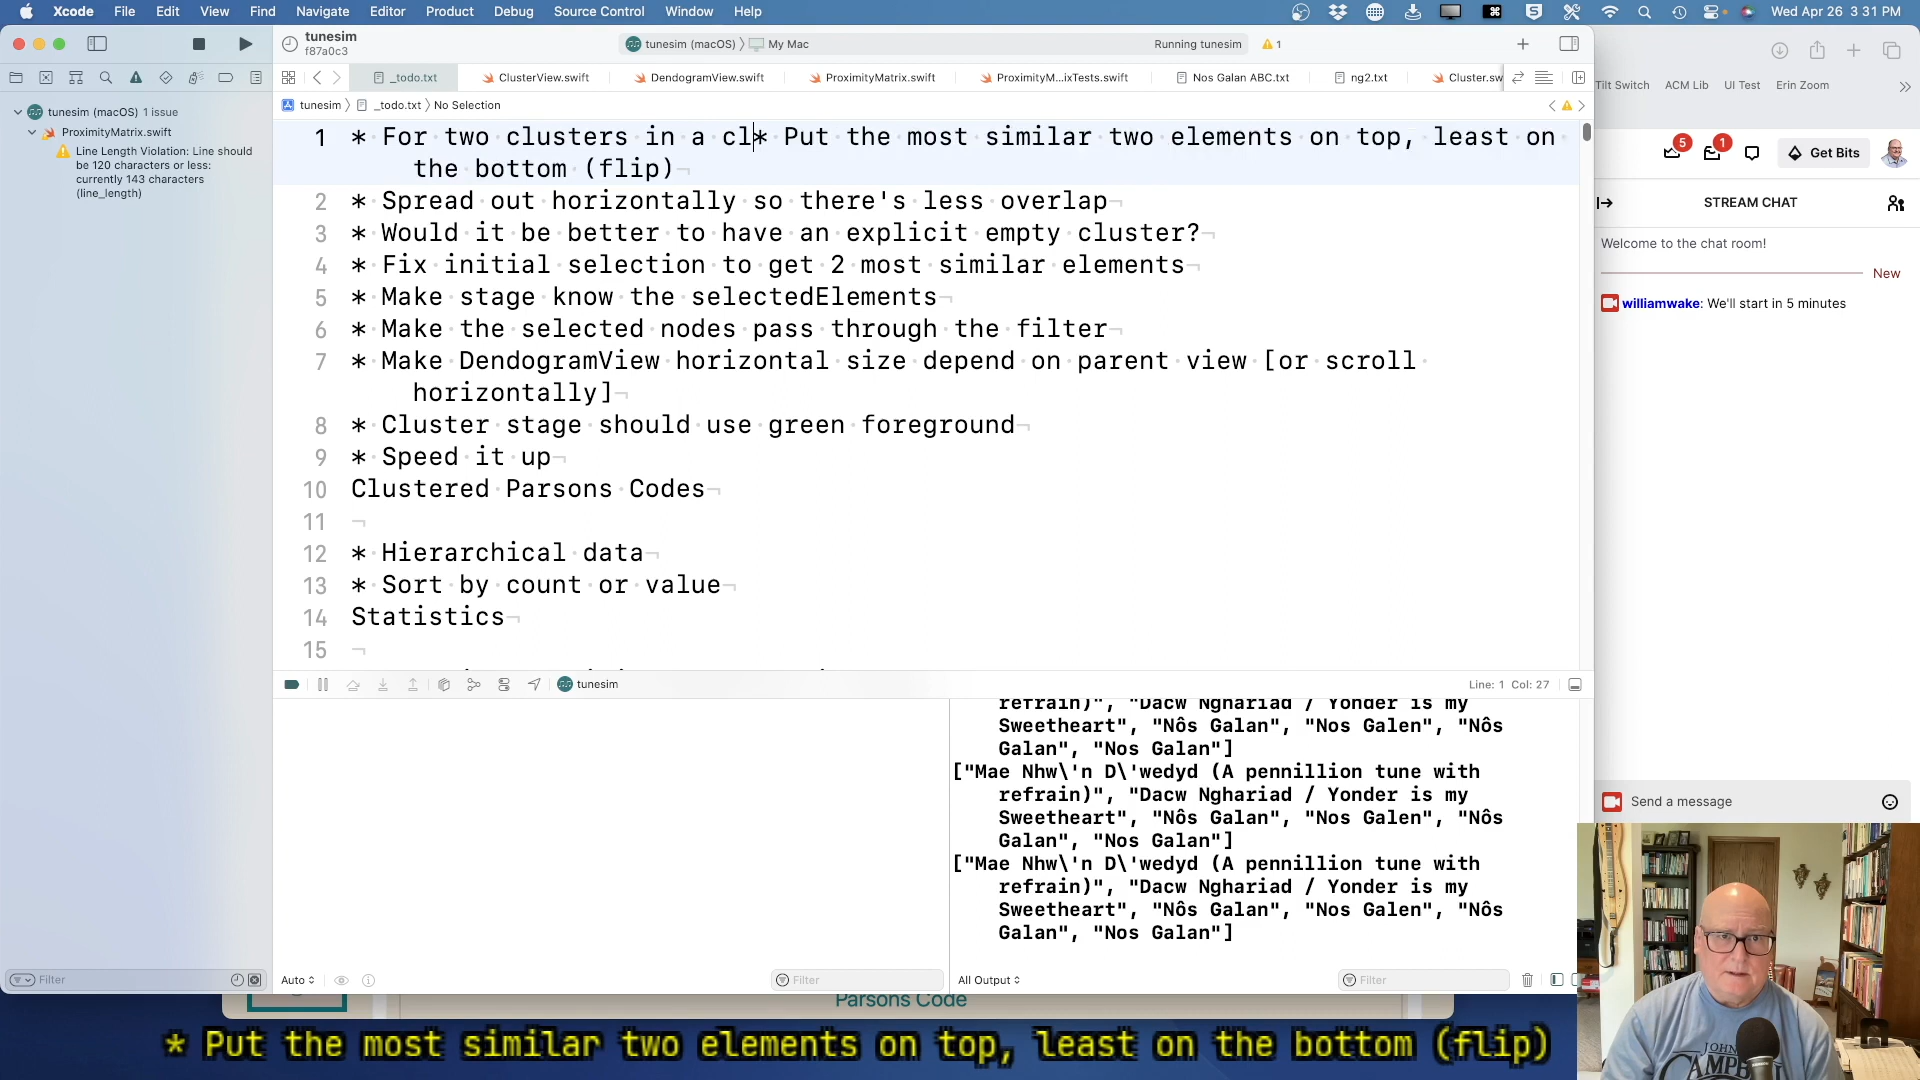 Xcode File Edit View Find Navigate Editor Product Debug Source Control Window Help
Wed Apr 26 3 31 PM
tunesim
f87a0c3
tunesim (macOS) 〉 My Mac
Running tunesim
1
_todo.txt
ClusterView.swift
DendogramView.swift
ProximityMatrix.swift
ProximityM...ixTests.swift
Nos Galan ABC.txt
ng2.txt
Cluster.sw
tunesim 〉 _todo.txt 〉 No Selection
tunesim (macOS) 1 issue
ProximityMatrix.swift
Line Length Violation: Line should
be 120 characters or less:
currently 143 characters
(line_length)
1 * For two clusters in a cl* Put the most similar two elements on top, least on
the bottom (flip)
2 * Spread out horizontally so there's less overlap
3 * Would it be better to have an explicit empty cluster?
4 * Fix initial selection to get 2 most similar elements
5 * Make stage know the selectedElements
6 * Make the selected nodes pass through the filter
7 * Make DendogramView horizontal size depend on parent view [or scroll
horizontally]
8 * Cluster stage should use green foreground
9 * Speed it up
10 Clustered Parsons Codes
11
12 * Hierarchical data
13 * Sort by count or value
14 Statistics
15
tunesim
Line: 1 Col: 27
refrain)", "Dacw Nghariad / Yonder is my
Sweetheart", "Nôs Galan", "Nos Galen", "Nôs
Galan", "Nos Galan"]
["Mae Nhw\'n D\'wedyd (A pennillion tune with
refrain)", "Dacw Nghariad / Yonder is my
Sweetheart", "Nôs Galan", "Nos Galen", "Nôs
Galan", "Nos Galan"]
["Mae Nhw\'n D\'wedyd (A pennillion tune with
refrain)", "Dacw Nghariad / Yonder is my
Sweetheart", "Nôs Galan", "Nos Galen", "Nôs
Galan", "Nos Galan"]
Filter
Auto
Filter
All Output
Filter
Parsons Code
* Put the most similar two elements on top, least on the bottom (flip)
Tilt Switch ACM Lib UI Test Erin Zoom
5
1
Get Bits
STREAM CHAT
Welcome to the chat room!
New
williamwake: We'll start in 5 minutes
Send a message
JOHN
CAMPBELL